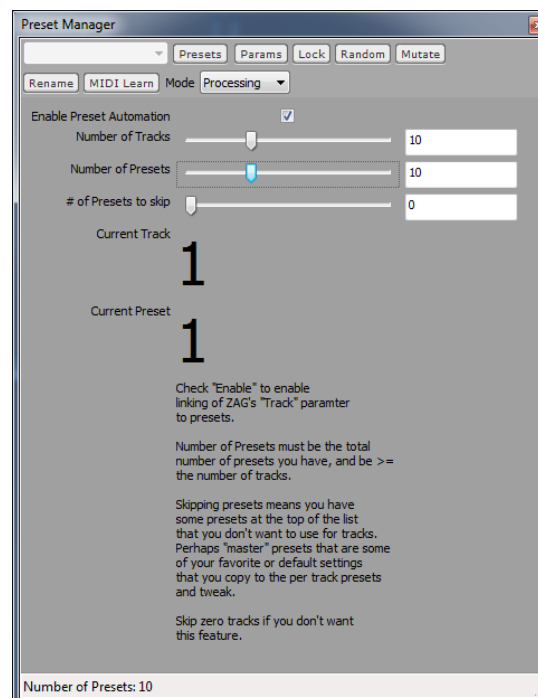 Preset Manager
Presets Params Lock Random Mutate
Rename MIDI Learn Mode Processing
Enable Preset Automation
Number of Tracks 10
Number of Presets 10
# of Presets to skip 0
Current Track
1
Current Preset
1
Check "Enable" to enable
linking of ZAG's "Track" paramter
to presets.
Number of Presets must be the total
number of presets you have, and be >=
the number of tracks.
Skipping presets means you have
some presets at the top of the list
that you don't want to use for tracks.
Perhaps "master" presets that are some
of your favorite or default settings
that you copy to the per track presets
and tweak.
Skip zero tracks if you don't want
this feature.
Number of Presets: 10